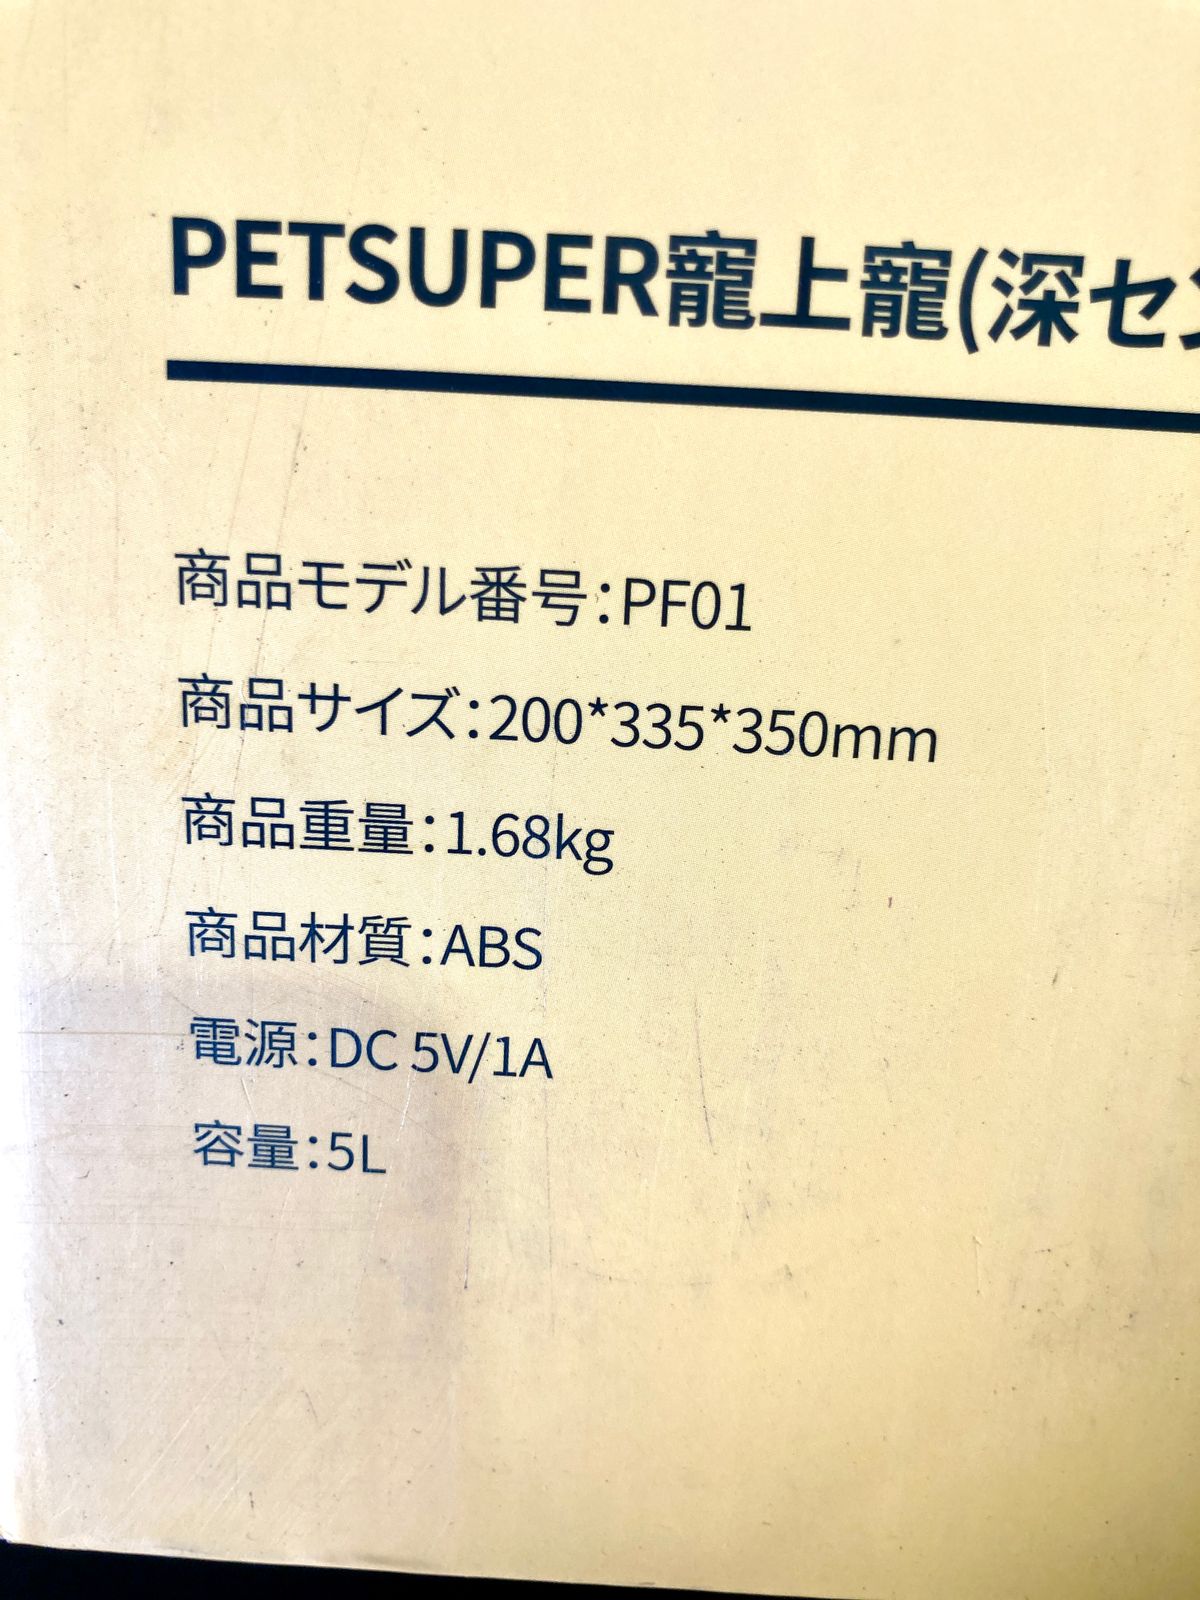 PETSUPER寵上寵(深セン
商品モデル番号：PF01
商品サイズ：200*335*350mm
商品重量：1.68kg
商品材質：ABS
電源：DC 5V/1A
容量：5L